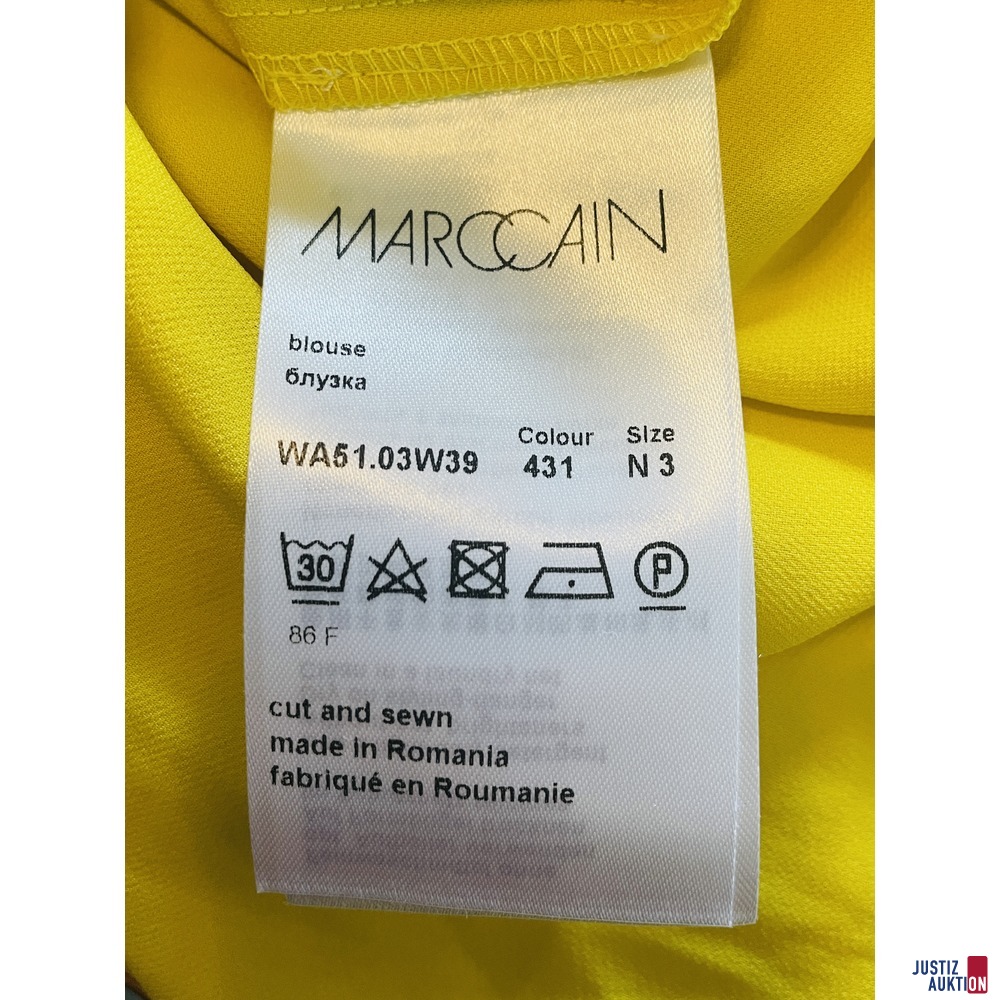 MARCCAIN
blouse
блузка
Colour Size
WA51.03W39 431 N 3
30 P
86 F
cut and sewn
made in Romania
fabriqué en Roumanie
JUSTIZ
AUKTION